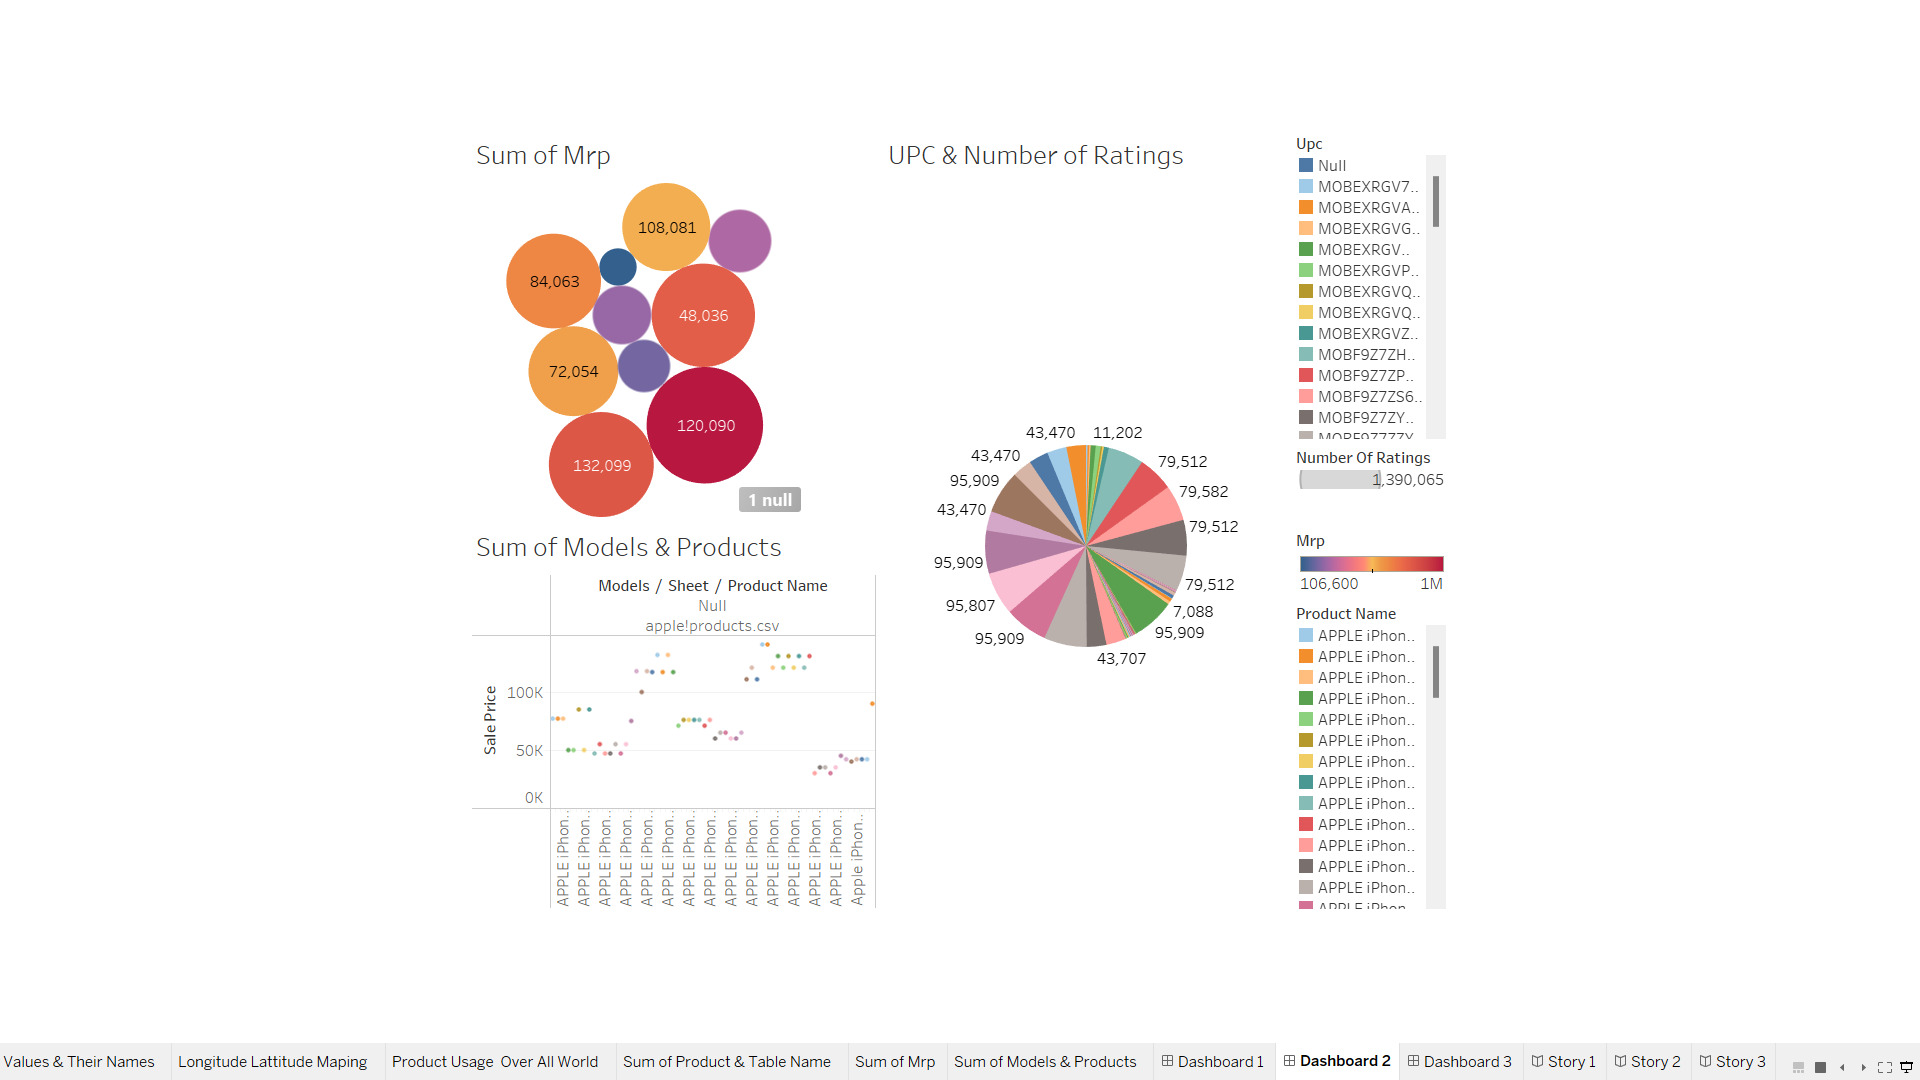 Sum of Mrp
108,081
84,063
48,036
72,054
120,090
132,099
1 null
UPC & Number of Ratings
43,470
11,202
43,470
79,512
95,909
79,582
43,470
79,512
95,909
79,512
95,807
7,088
95,909
95,909
43,707
Sum of Models & Products
Models / Sheet / Product Name
Null
apple!products.csv
Sale Price
100K
50K
0K
APPLE iPhon..
APPLE iPhon..
APPLE iPhon..
APPLE iPhon..
APPLE iPhon..
APPLE iPhon..
APPLE iPhon..
APPLE iPhon..
APPLE iPhon..
APPLE iPhon..
APPLE iPhon..
APPLE iPhon..
APPLE iPhon..
APPLE iPhon..
Apple iPhon..
Upc
Null
MOBEXRGV7..
MOBEXRGVA..
MOBEXRGVG..
MOBEXRGV..
MOBEXRGVP..
MOBEXRGVQ..
MOBEXRGVQ..
MOBEXRGVZ..
MOBF9Z7ZH..
MOBF9Z7ZP..
MOBF9Z7ZS6..
MOBF9Z7ZY..
MOBF9Z7ZZY..
Number Of Ratings
1,390,065
Mrp
106,600 1M
Product Name
APPLE iPhon..
APPLE iPhon..
APPLE iPhon..
APPLE iPhon..
APPLE iPhon..
APPLE iPhon..
APPLE iPhon..
APPLE iPhon..
APPLE iPhon..
APPLE iPhon..
APPLE iPhon..
APPLE iPhon..
APPLE iPhon..
APPLE iPhon..
Values & Their Names
Longitude Lattitude Maping
Product Usage Over All World
Sum of Product & Table Name
Sum of Mrp
Sum of Models & Products
Dashboard 1
Dashboard 2
Dashboard 3
Story 1
Story 2
Story 3